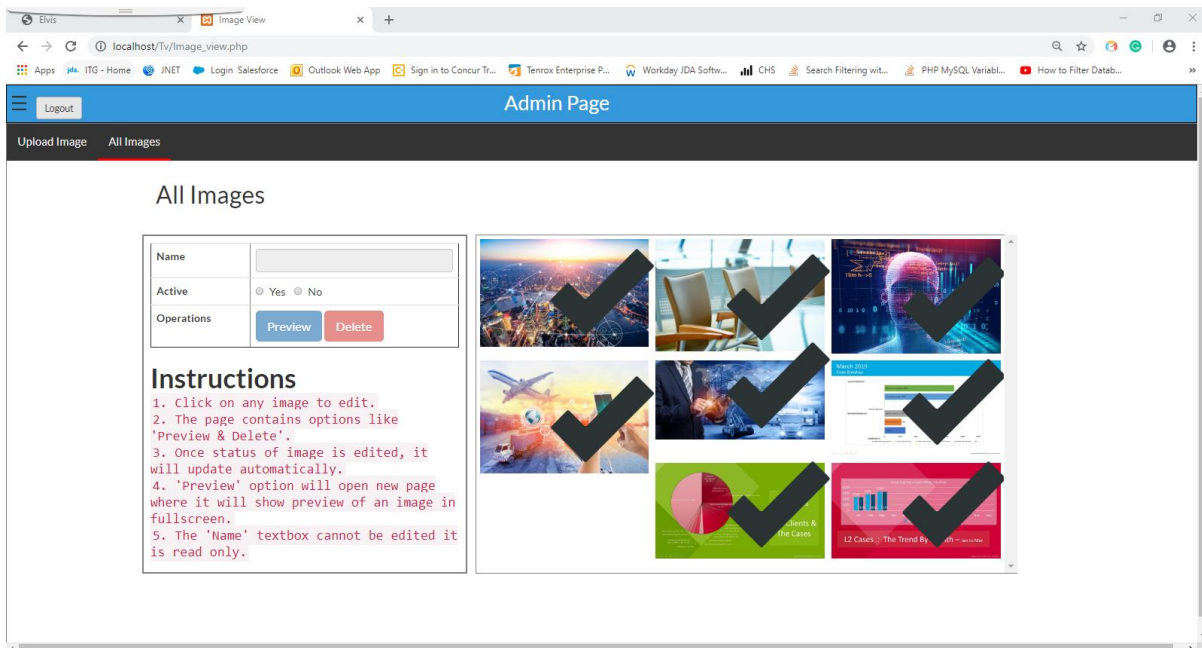 Elvis
Image View
localhost/Tv/Image_view.php
Apps
jda. ITG - Home
JNET
Login Salesforce
Outlook Web App
Sign in to Concur Tr...
Tenrox Enterprise P...
Workday JDA Softw...
CHS
Search Filtering wit...
PHP MySQL Variabl...
How to Filter Datab...
Logout
Admin Page
Upload Image
All Images
All Images
Name
Active
Yes
No
Operations
Preview
Delete
Instructions
1. Click on any image to edit.
2. The page contains options like
'Preview & Delete'.
3. Once status of image is edited, it
will update automatically.
4. 'Preview' option will open new page
where it will show preview of an image in
fullscreen.
5. The 'Name' textbox cannot be edited it
is read only.
March 2019
Clients &
The Cases
L2 Cases : The Trend By